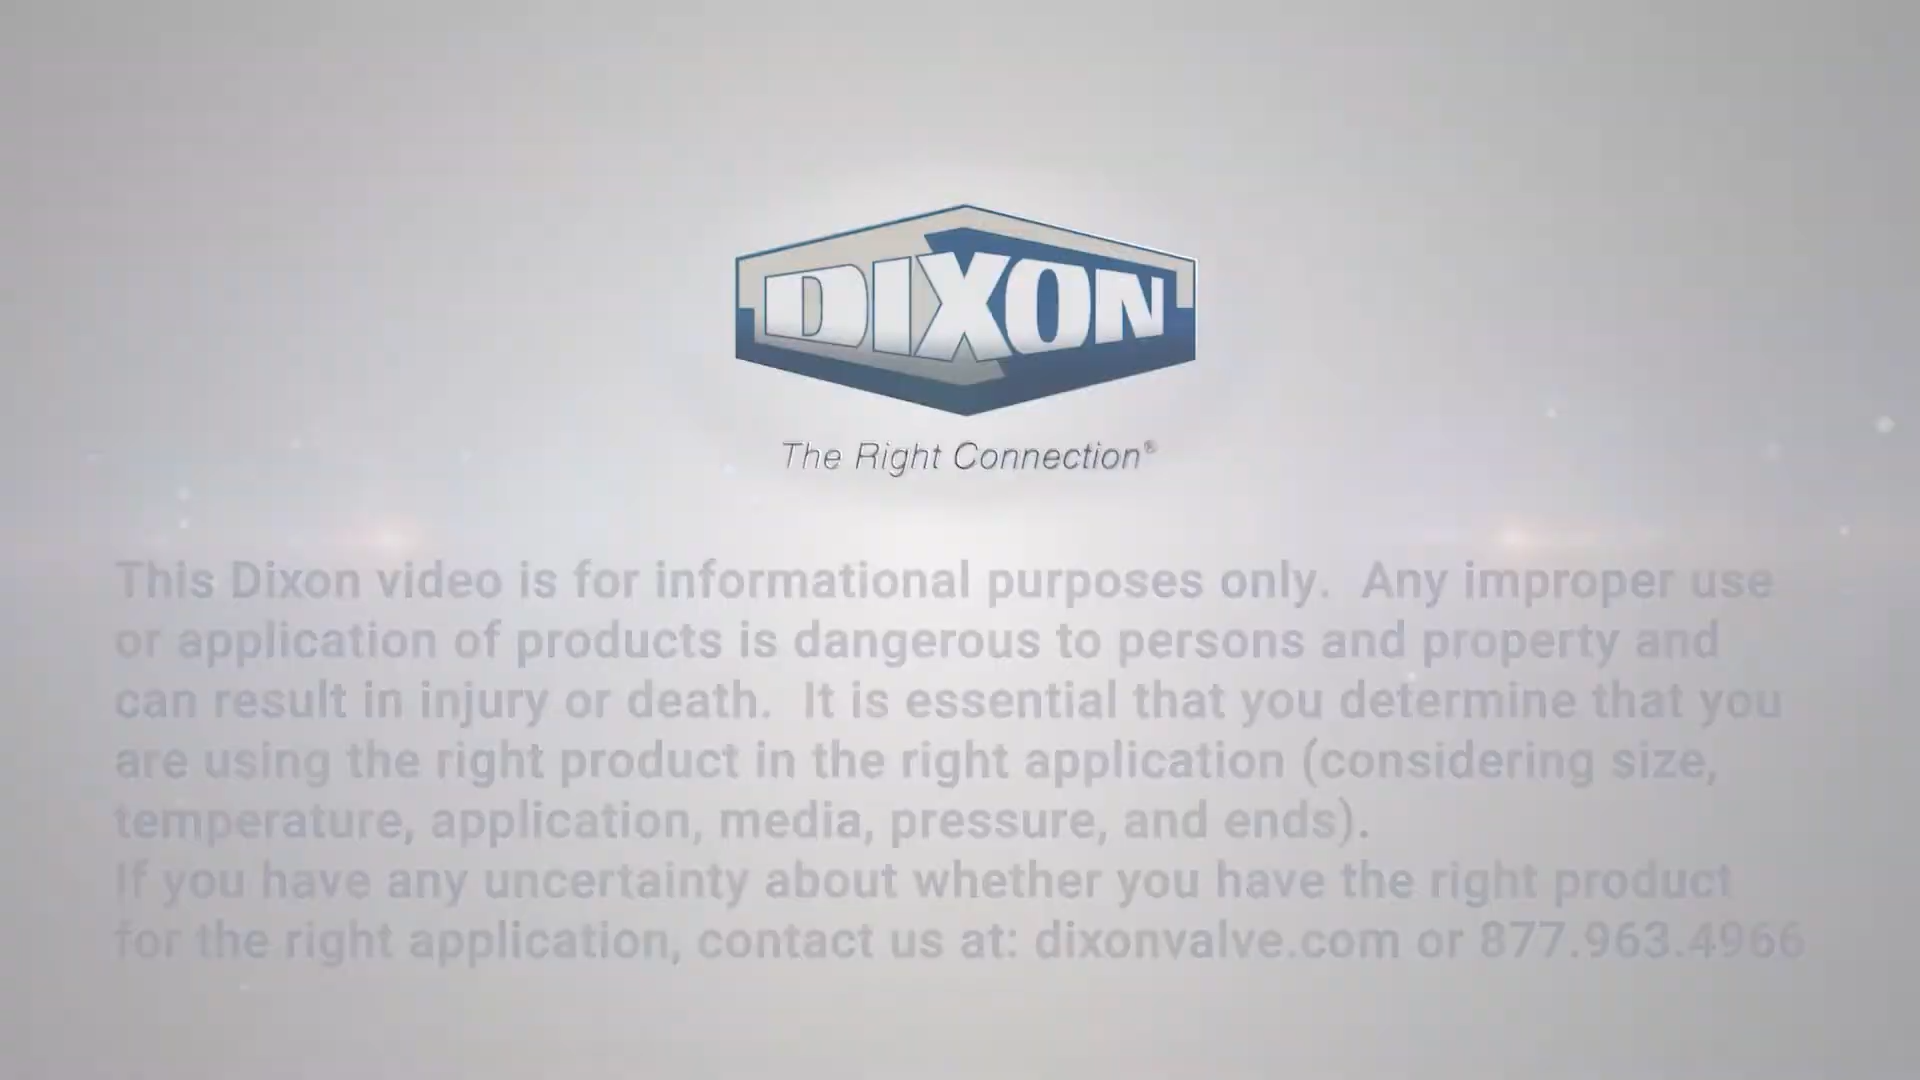 DIXON
The Right Connection®
This Dixon video is for informational purposes only.  Any improper use
or application of products is dangerous to persons and property and
can result in injury or death.  It is essential that you determine that you
are using the right product in the right application (considering size,
temperature, application, media, pressure, and ends).
If you have any uncertainty about whether you have the right product
for the right application, contact us at: dixonvalve.com or 877.963.4966